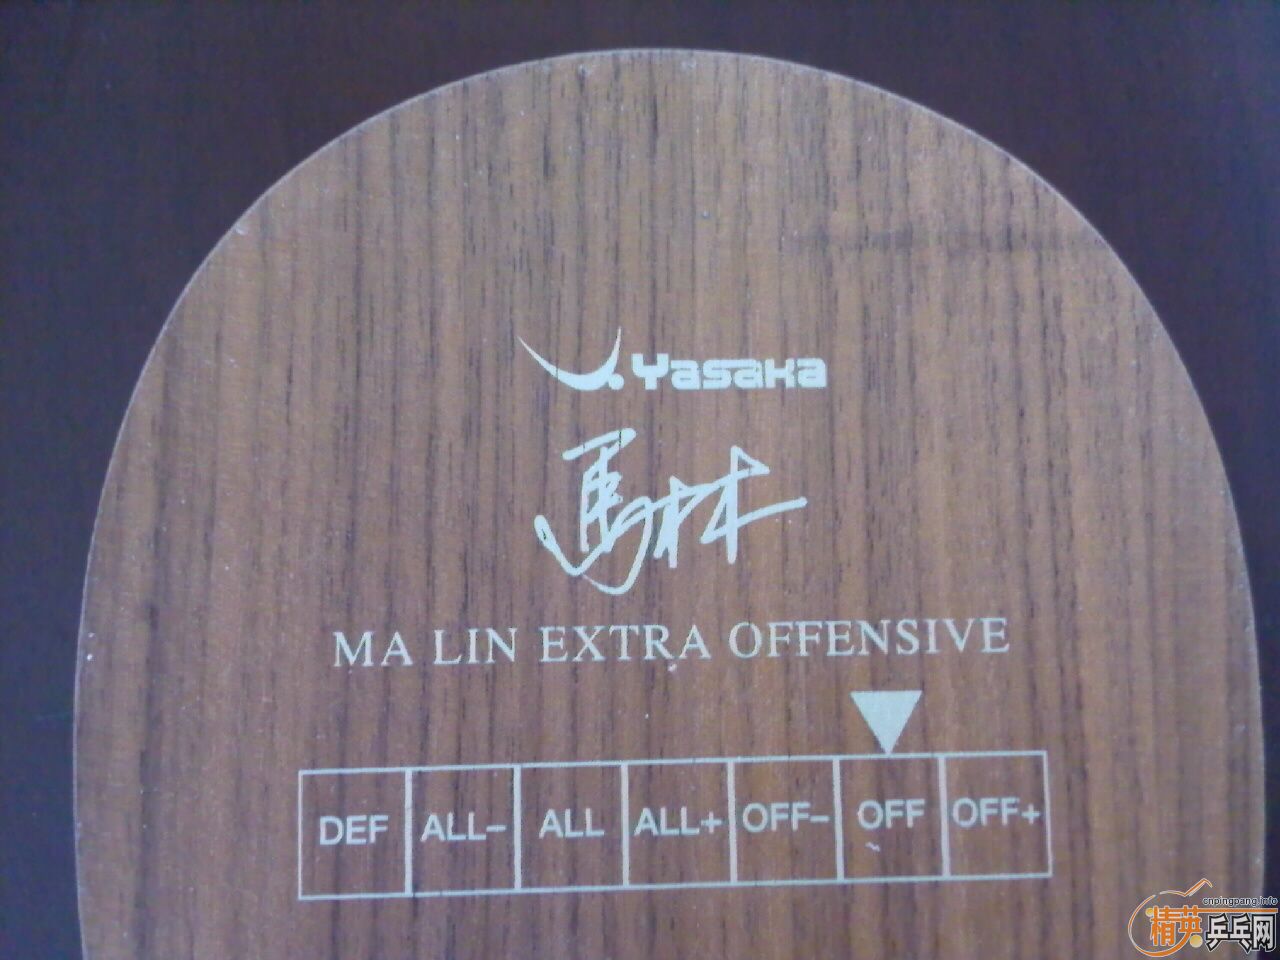 Yasaka
馬林
MA LIN EXTRA OFFENSIVE
DEF ALL- ALL ALL+ OFF- OFF OFF+
cnpingpang.info
精英乒乓网